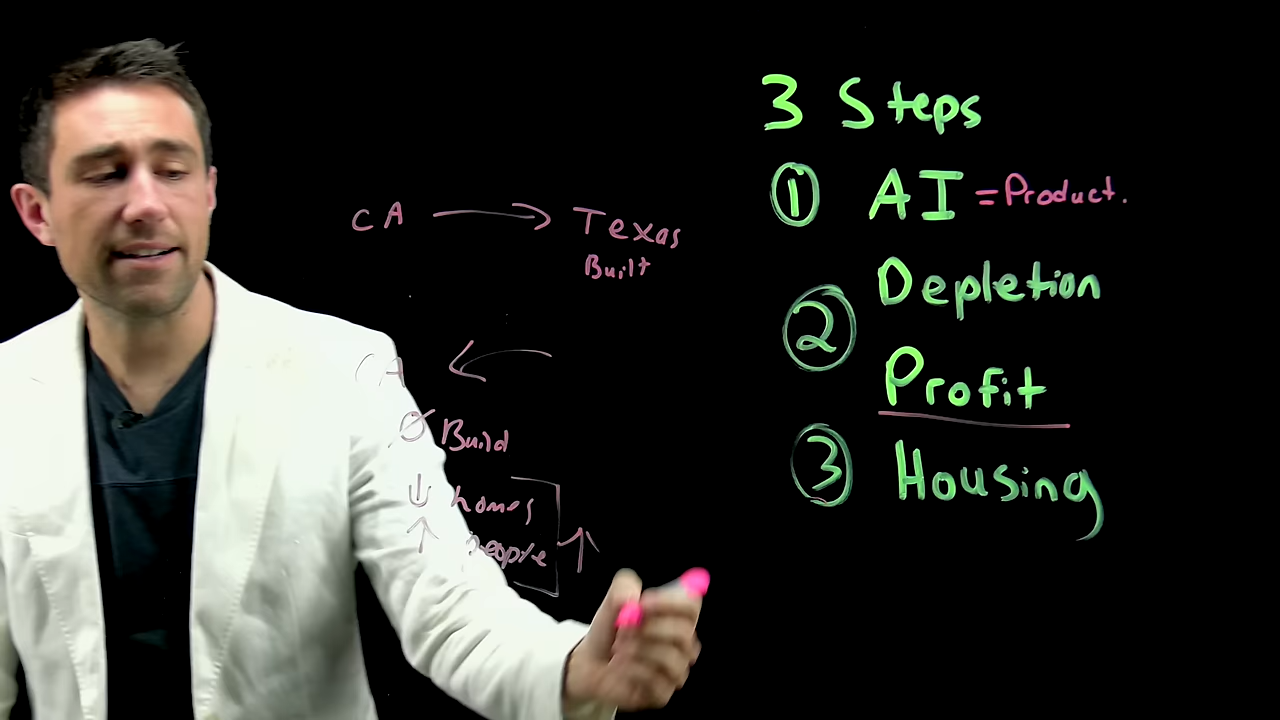 3 Steps
① AI = Product.
② Depletion
Profit
③ Housing
CA → Texas
Built
CA ←
∅ Build
↓ homes
↑ people ↑